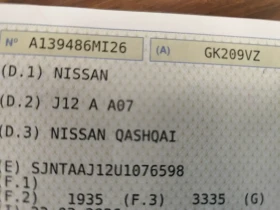 N° A139486MI26 (A) GK209VZ
(D.1) NISSAN
(D.2) J12 A A07
(D.3) NISSAN QASHQAI
(E) SJNTAAJ12U1076598
(F.1)
(F.2) 1935 (F.3) 3335 (G)